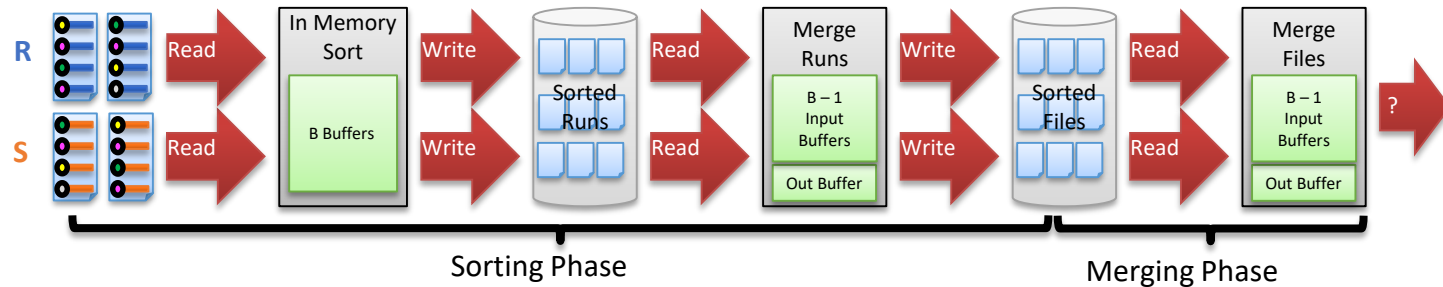 R
S
Read
Read
In Memory
Sort
B Buffers
Write
Write
Sorted
Runs
Read
Read
Merge
Runs
B – 1
Input
Buffers
Out Buffer
Write
Write
Sorted
Files
Read
Read
Merge
Files
B – 1
Input
Buffers
Out Buffer
?
Sorting Phase
Merging Phase